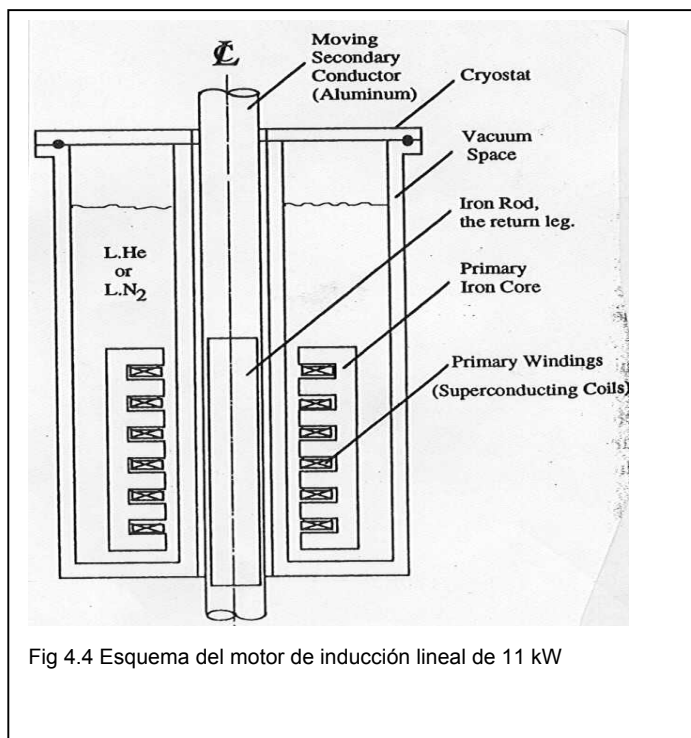 ℄
Moving
Secondary
Conductor
(Aluminum)
Cryostat
Vacuum
Space
Iron Rod,
the return leg.
L.He
or
L.N₂
Primary
Iron Core
Primary Windings
(Superconducting Coils)
Fig 4.4 Esquema del motor de inducción lineal de 11 kW